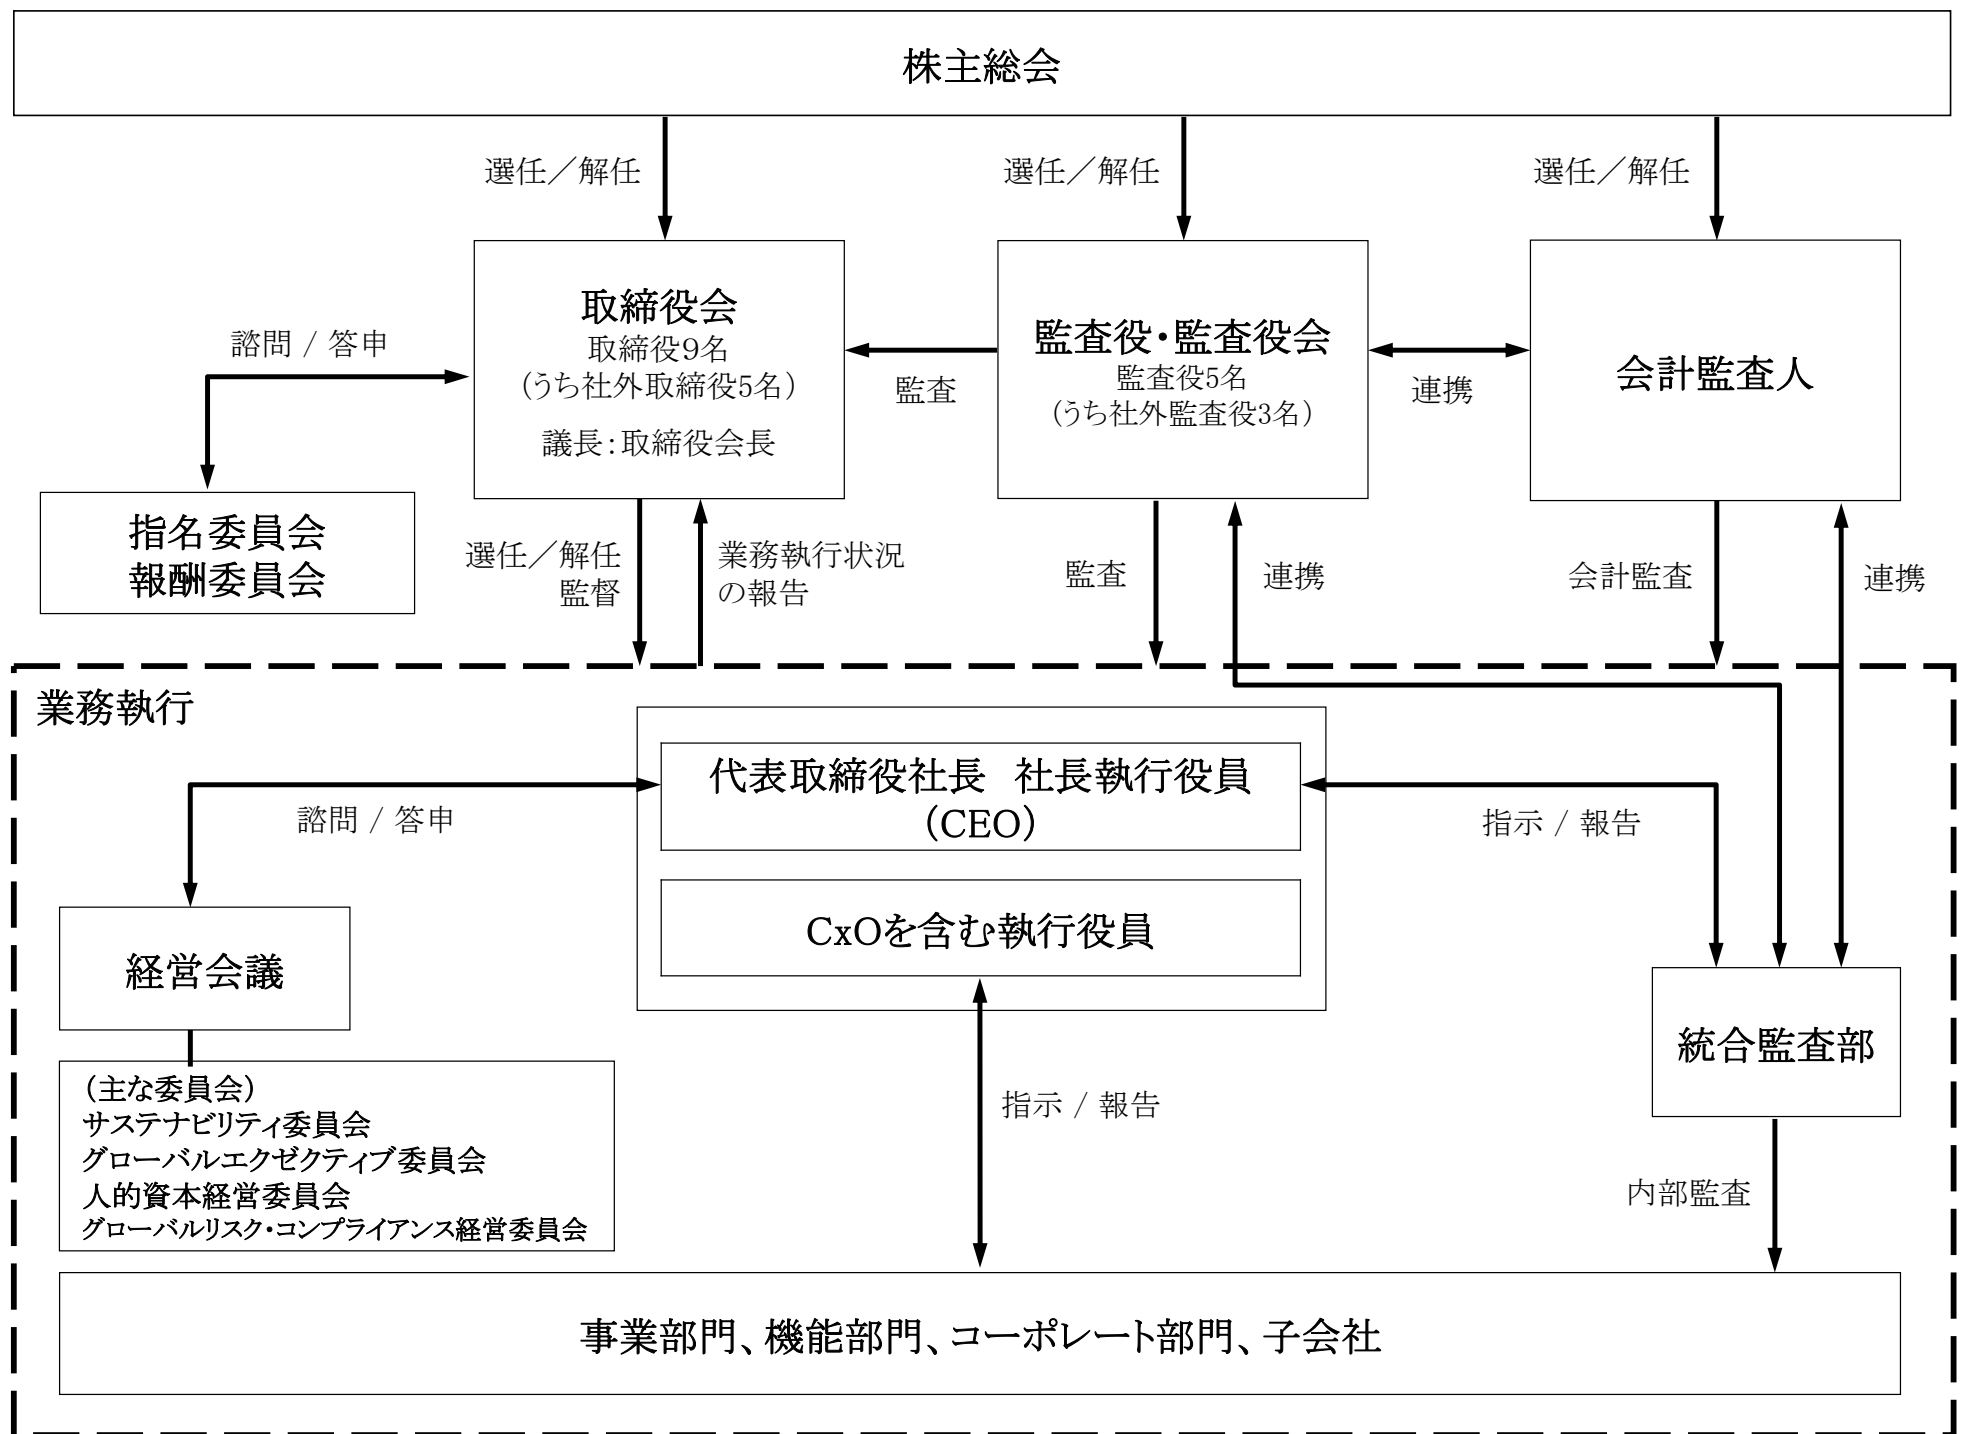 株主総会
選任／解任
選任／解任
選任／解任
取締役会
取締役9名
（うち社外取締役5名）
議長：取締役会長
監査役・監査役会
監査役5名
（うち社外監査役3名）
会計監査人
諮問 / 答申
監査
連携
指名委員会
報酬委員会
選任／解任
監督
業務執行状況
の報告
監査
連携
会計監査
連携
業務執行
代表取締役社長　社長執行役員
（CEO）
諮問 / 答申
指示 / 報告
CxOを含む執行役員
経営会議
統合監査部
（主な委員会）
サステナビリティ委員会
グローバルエクゼクティブ委員会
人的資本経営委員会
グローバルリスク・コンプライアンス経営委員会
指示 / 報告
内部監査
事業部門、機能部門、コーポレート部門、子会社